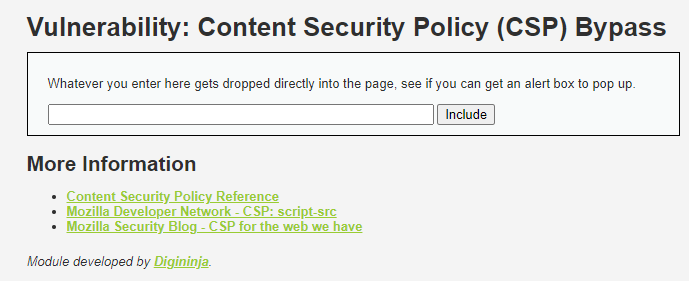 Vulnerability: Content Security Policy (CSP) Bypass
Whatever you enter here gets dropped directly into the page, see if you can get an alert box to pop up.
Include
More Information
Content Security Policy Reference
Mozilla Developer Network - CSP: script-src
Mozilla Security Blog - CSP for the web we have
Module developed by Digininja.